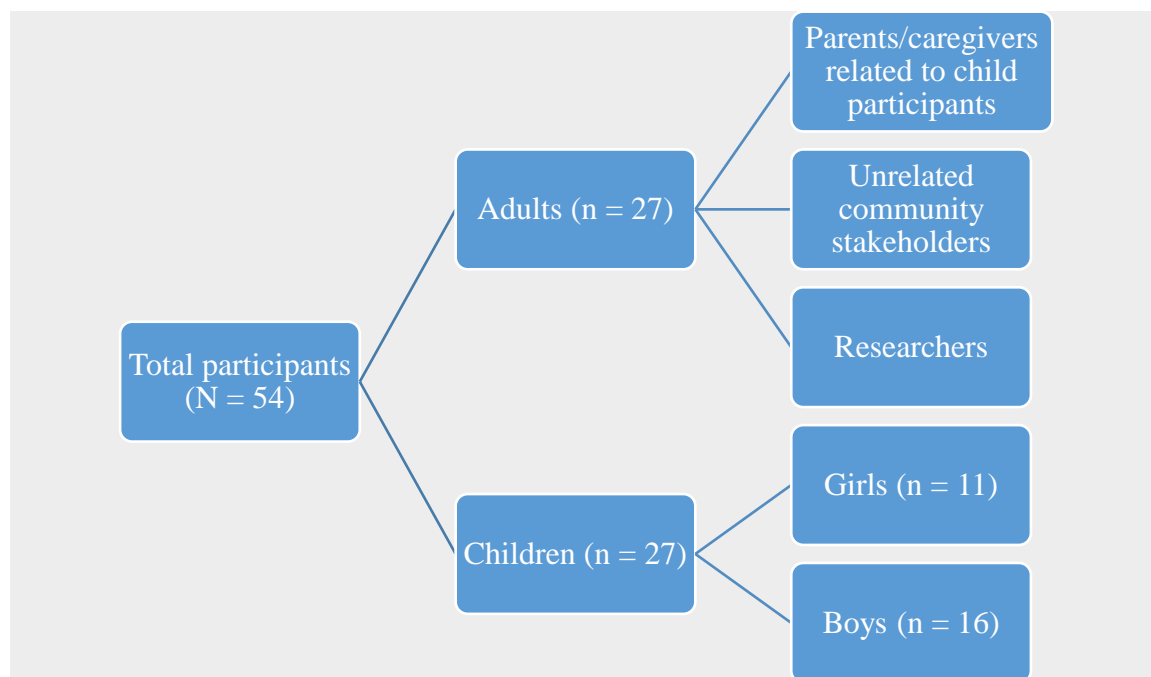 Total participants
(N = 54)
Adults (n = 27)
Parents/caregivers
related to child
participants
Unrelated
community
stakeholders
Researchers
Children (n = 27)
Girls (n = 11)
Boys (n = 16)